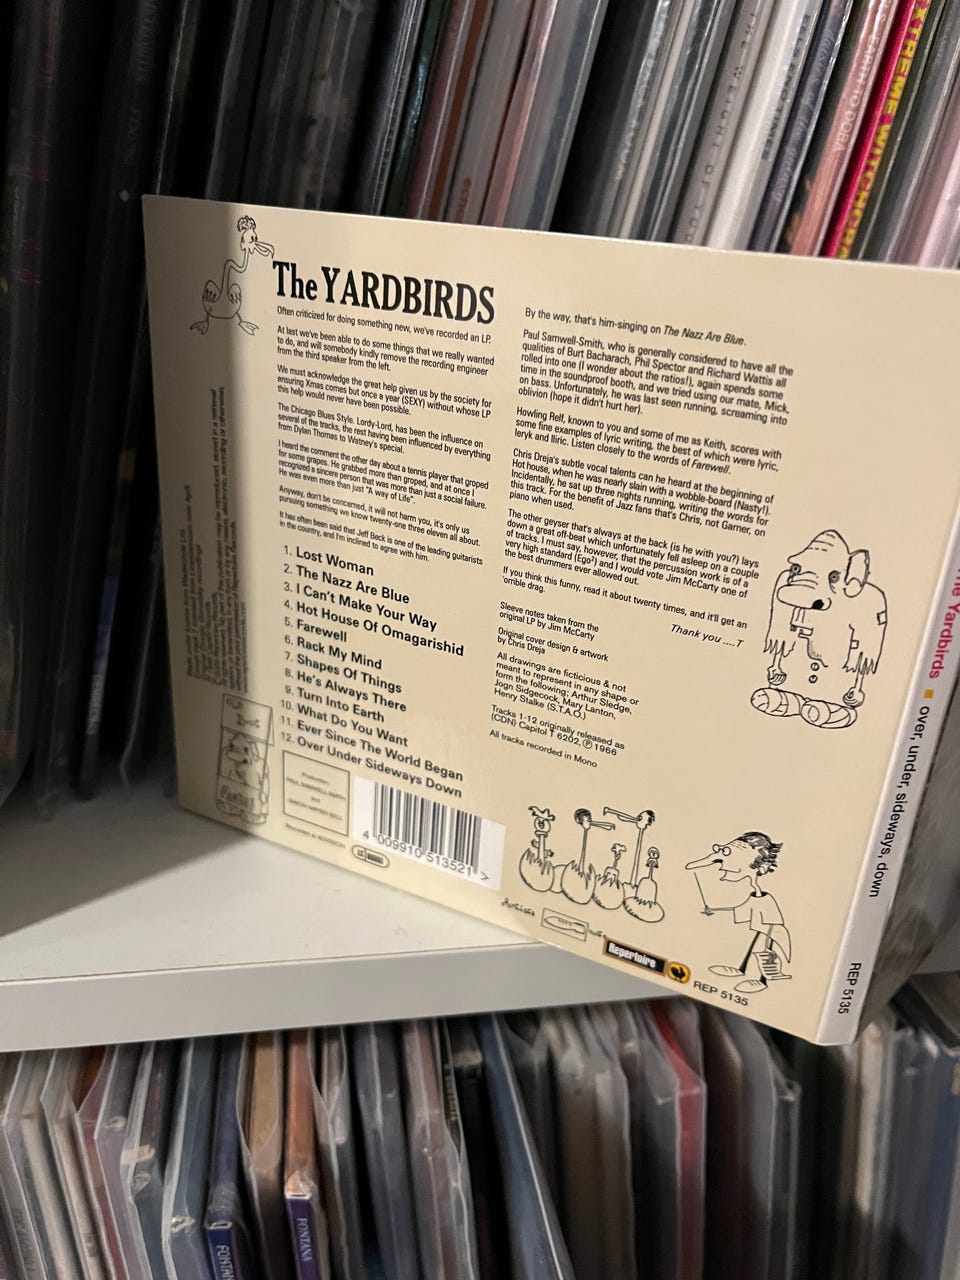 The YARDBIRDS
Often criticized for doing something new, we've recorded an LP.
At last we've been able to do some things that we really wanted
to do, and will somebody kindly remove the recording engineer
from the third speaker from the left.
We must acknowledge the great help given us by the society for
ensuring Xmas comes but once a year (SEXY) without whose LP
this help would never have been possible.
The Chicago Blues Style. Lordy-Lord, has been the influence on
several of the tracks, the rest having been influenced by everything
from Dylan Thomas to Watney's special.
I heard the comment the other day about a tennis player that groped
for some grapes. He grabbed more than groped, and at once I
recognized a sincere person that was more than just a social failure.
He was even more than just "A way of Life".
Anyway, don't be concerned, it will not harm you, it's only us
pursuing something we know twenty-one three eleven all about.
It has often been said that Jeff Beck is one of the leading guitarists
in the country, and I'm inclined to agree with him.
1. Lost Woman
2. The Nazz Are Blue
3. I Can't Make Your Way
4. Hot House Of Omagarishid
5. Farewell
6. Rack My Mind
7. Shapes Of Things
8. He's Always There
9. Turn Into Earth
10. What Do You Want
11. Ever Since The World Began
12. Over Under Sideways Down
Production:
PAUL SAMWELL-SMITH
and
SIMON NAPIER BELL
4 009910 513521 >
By the way, that's him-singing on The Nazz Are Blue.
Paul Samwell-Smith, who is generally considered to have all the
qualities of Burt Bacharach, Phil Spector and Richard Wattis all
rolled into one (I wonder about the ratios!), again spends some
time in the soundproof booth, and we tried using our mate, Mick,
on bass. Unfortunately, he was last seen running, screaming into
oblivion (hope it didn't hurt her).
Howling Relf, known to you and some of me as Keith, scores with
some fine examples of lyric writing, the best of which were lyric,
leryk and lliric. Listen closely to the words of Farewell.
Chris Dreja's subtle vocal talents can he heard at the beginning of
Hot house, when he was nearly slain with a wobble-board (Nasty!).
Incidentally, he sat up three nights running, writing the words for
this track. For the benefit of Jazz fans that's Chris, not Garner, on
piano when used.
The other geyser that's always at the back (is he with you?) lays
down a great off-beat which unfortunately fell asleep on a couple
of tracks. I must say, however, that the percussion work is of a
very high standard (Ego²) and I would vote Jim McCarty one of
the best drummers ever allowed out.
If you think this funny, read it about twenty times, and it'll get an
'orrible drag.
Thank you ....T
Sleeve notes taken from the
original LP by Jim McCarty
Original cover design & artwork
by Chris Dreja
All drawings are ficticious & not
meant to represent in any shape or
form the following; Arthur Sledge,
Jogn Sidgecock, Mary Lanton,
Henry Stalke (S.T.A.O.)
Tracks 1-12 originally released as
(CDN) Capitol T 6202, ℗ 1966
All tracks recorded in Mono
Artists
Repertoire
REP 5135
The Yardbirds ■ over, under, sideways, down
REP 5135
EXTREME WITCHCRA
THE WEIGHT OF
FONTANA
FONTAN